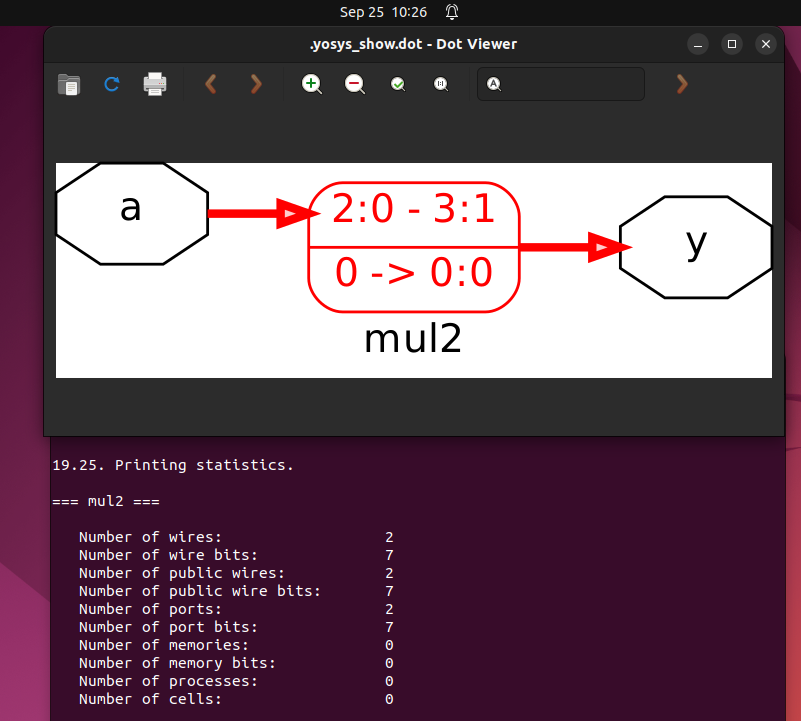 Sep 25 10:26
.yosys_show.dot - Dot Viewer
a
2:0 - 3:1
0 -> 0:0
y
mul2
19.25. Printing statistics.
=== mul2 ===
Number of wires: 2
Number of wire bits: 7
Number of public wires: 2
Number of public wire bits: 7
Number of ports: 2
Number of port bits: 7
Number of memories: 0
Number of memory bits: 0
Number of processes: 0
Number of cells: 0